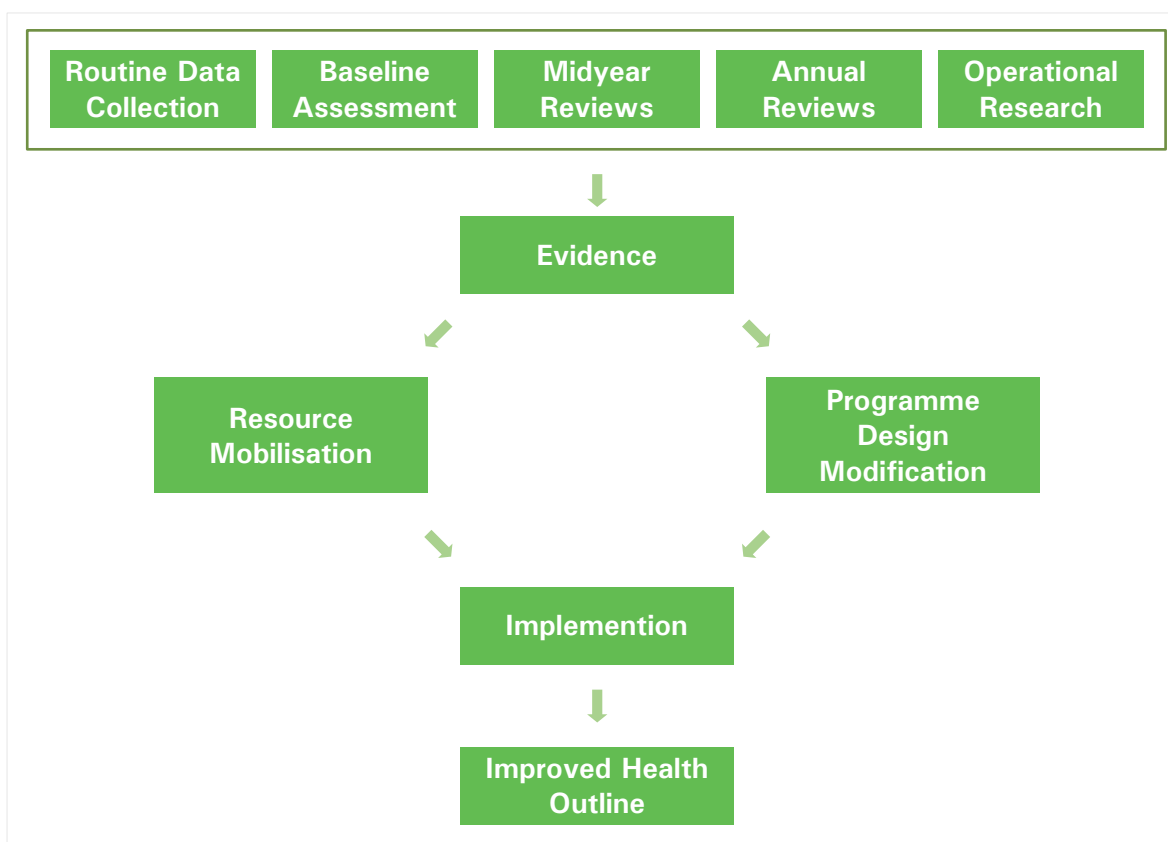 Routine Data
Collection
Baseline
Assessment
Midyear
Reviews
Annual
Reviews
Operational
Research
Evidence
Resource
Mobilisation
Programme
Design
Modification
Implemention
Improved Health
Outline